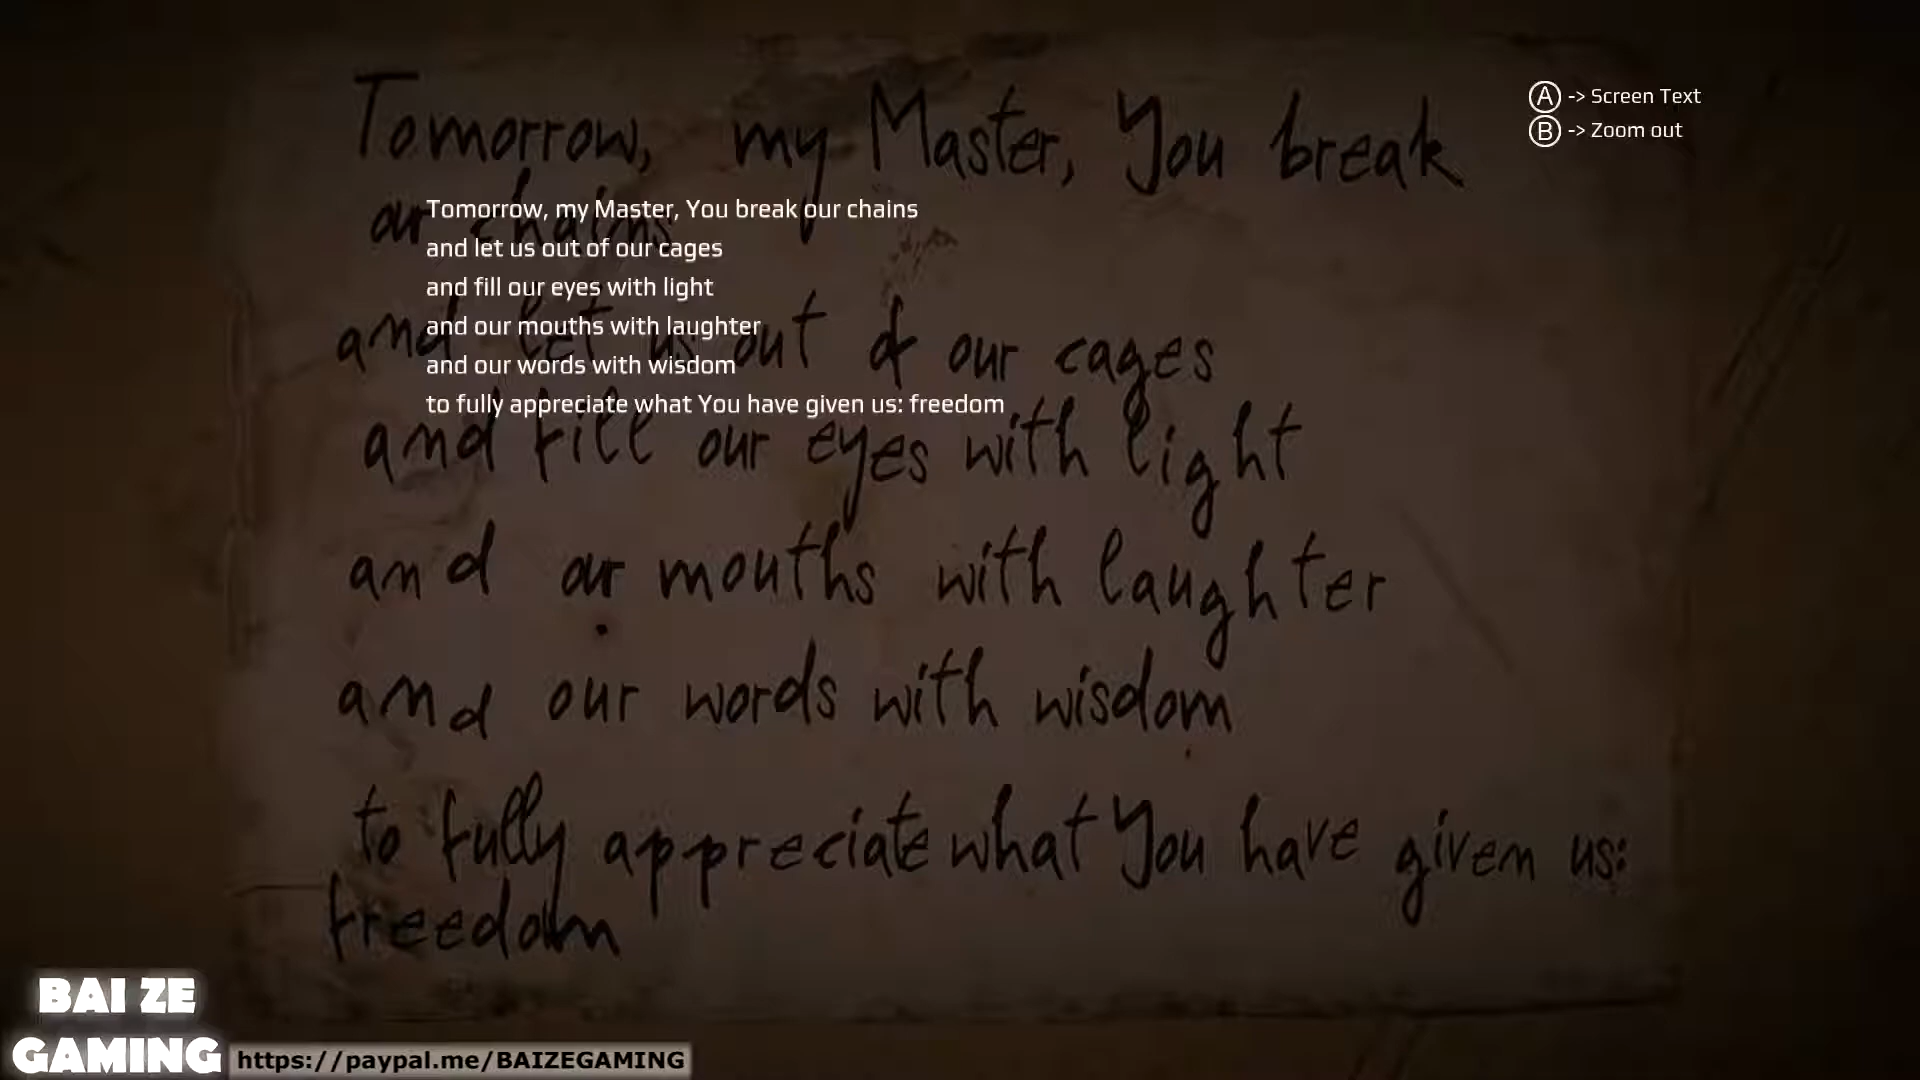 Tomorrow, my Master, You break
our chains
and let us out of our cages
and fill our eyes with light
and our mouths with laughter
and our words with wisdom
to fully appreciate what You have given us:
freedom
Tomorrow, my Master, You break our chains
and let us out of our cages
and fill our eyes with light
and our mouths with laughter
and our words with wisdom
to fully appreciate what You have given us: freedom
A -> Screen Text
B -> Zoom out
BAI ZE
GAMING
https://paypal.me/BAIZEGAMING